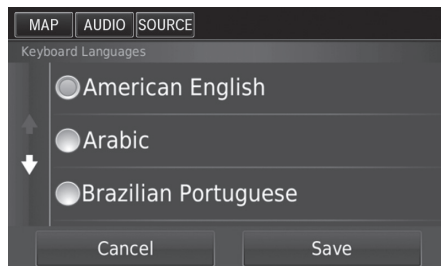 MAP AUDIO SOURCE
Keyboard Languages
American English
Arabic
Brazilian Portuguese
Cancel Save